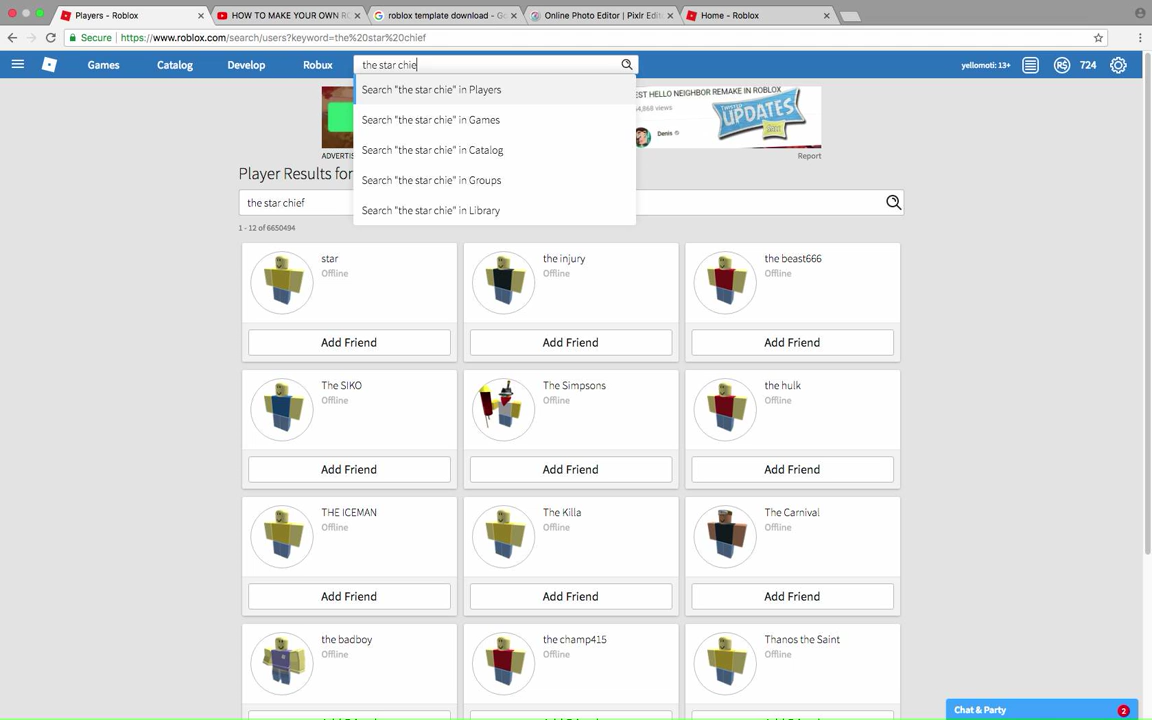 Players - Roblox
HOW TO MAKE YOUR OWN RO
roblox template download - Go
Online Photo Editor | Pixlr Edit
Home - Roblox
Secure
https://www.roblox.com/search/users?keyword=the%20star%20chief
Games
Catalog
Develop
Robux
the star chie
yellomoti: 13+
R$
724
Search "the star chie" in Players
Search "the star chie" in Games
Search "the star chie" in Catalog
Search "the star chie" in Groups
Search "the star chie" in Library
EST HELLO NEIGHBOR REMAKE IN ROBLOX
views
Denis
TWISTED
UPDATES
ADVERTIS
Report
Player Results for
the star chief
1 - 12 of 6650494
star
Offline
Add Friend
the injury
Offline
Add Friend
the beast666
Offline
Add Friend
The SIKO
Offline
Add Friend
The Simpsons
Offline
Add Friend
the hulk
Offline
Add Friend
THE ICEMAN
Offline
Add Friend
The Killa
Offline
Add Friend
The Carnival
Offline
Add Friend
the badboy
Offline
the champ415
Offline
Thanos the Saint
Offline
Chat & Party
2